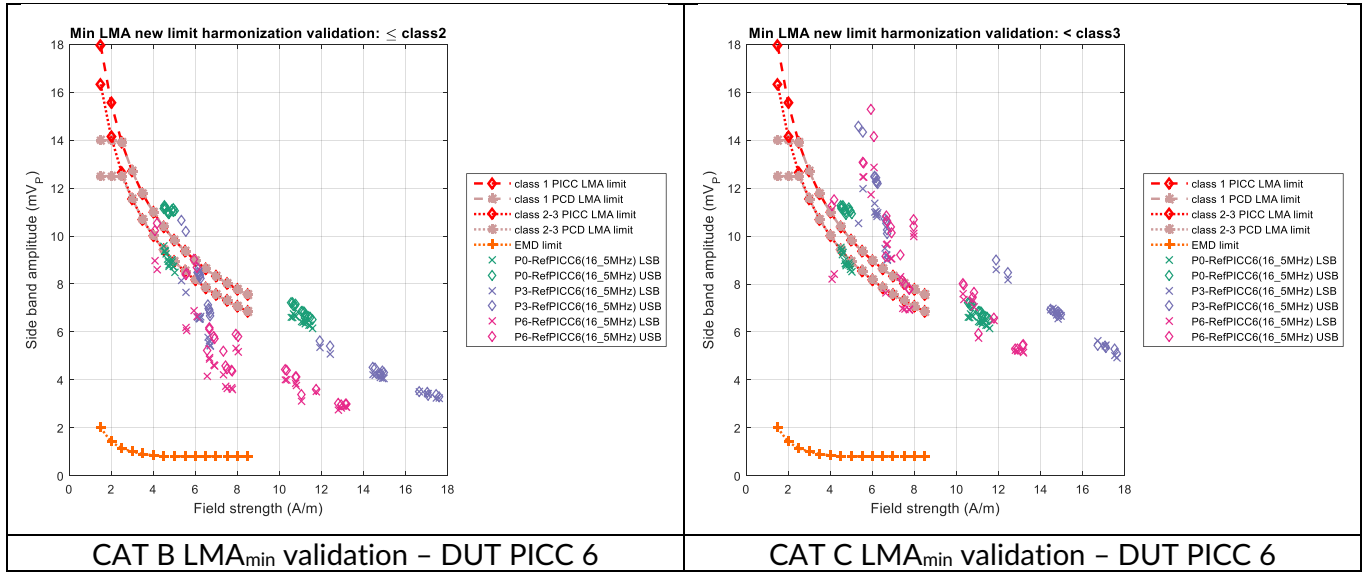 Min LMA new limit harmonization validation: ≤ class2
18
16
14
12
10
8
6
4
2
0
Side band amplitude (mV_P)
0 2 4 6 8 10 12 14 16 18
Field strength (A/m)
class 1 PICC LMA limit
class 1 PCD LMA limit
class 2-3 PICC LMA limit
class 2-3 PCD LMA limit
EMD limit
P0-RefPICC6(16_5MHz) LSB
P0-RefPICC6(16_5MHz) USB
P3-RefPICC6(16_5MHz) LSB
P3-RefPICC6(16_5MHz) USB
P6-RefPICC6(16_5MHz) LSB
P6-RefPICC6(16_5MHz) USB
CAT B LMAmin validation – DUT PICC 6
Min LMA new limit harmonization validation: < class3
18
16
14
12
10
8
6
4
2
0
Side band amplitude (mV_P)
0 2 4 6 8 10 12 14 16 18
Field strength (A/m)
class 1 PICC LMA limit
class 1 PCD LMA limit
class 2-3 PICC LMA limit
class 2-3 PCD LMA limit
EMD limit
P0-RefPICC6(16_5MHz) LSB
P0-RefPICC6(16_5MHz) USB
P3-RefPICC6(16_5MHz) LSB
P3-RefPICC6(16_5MHz) USB
P6-RefPICC6(16_5MHz) LSB
P6-RefPICC6(16_5MHz) USB
CAT C LMAmin validation – DUT PICC 6